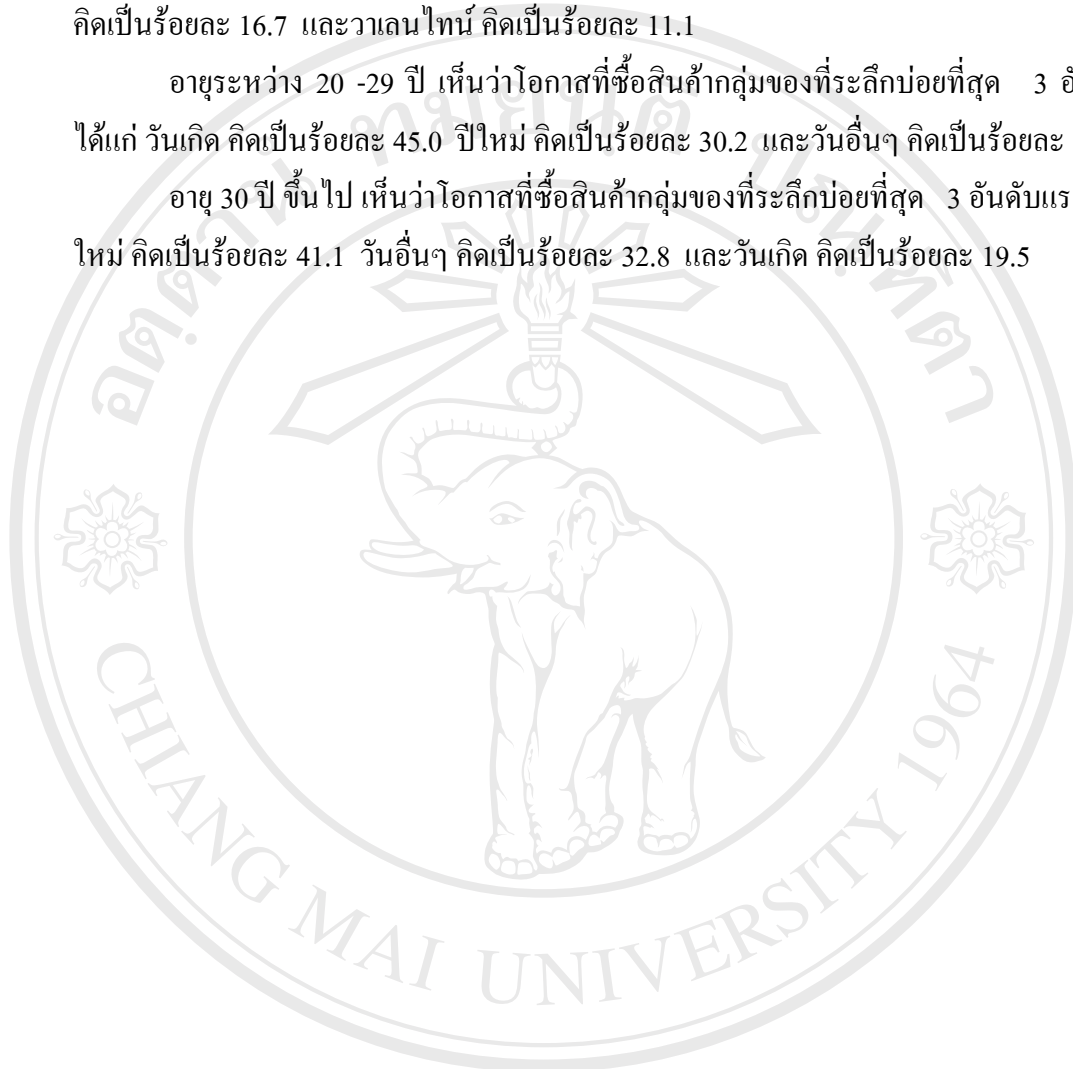 คิดเป็นร้อยละ 16.7 และวาเลนไทน์ คิดเป็นร้อยละ 11.1
อายุระหว่าง 20 -29 ปี เห็นว่าโอกาสที่ซื้อสินค้ากลุ่มของที่ระลึกบ่อยที่สุด 3
ได้แก่ วันเกิด คิดเป็นร้อยละ 45.0 ปีใหม่ คิดเป็นร้อยละ 30.2 และวันอื่นๆ คิดเป็นร้อยละ
อายุ 30 ปี ขึ้นไป เห็นว่าโอกาสที่ซื้อสินค้ากลุ่มของที่ระลึกบ่อยที่สุด 3 อันดับแร
ใหม่ คิดเป็นร้อยละ 41.1 วันอื่นๆ คิดเป็นร้อยละ 32.8 และวันเกิด คิดเป็นร้อยละ 19.5
CHIANG MAI UNIVERSITY 1964